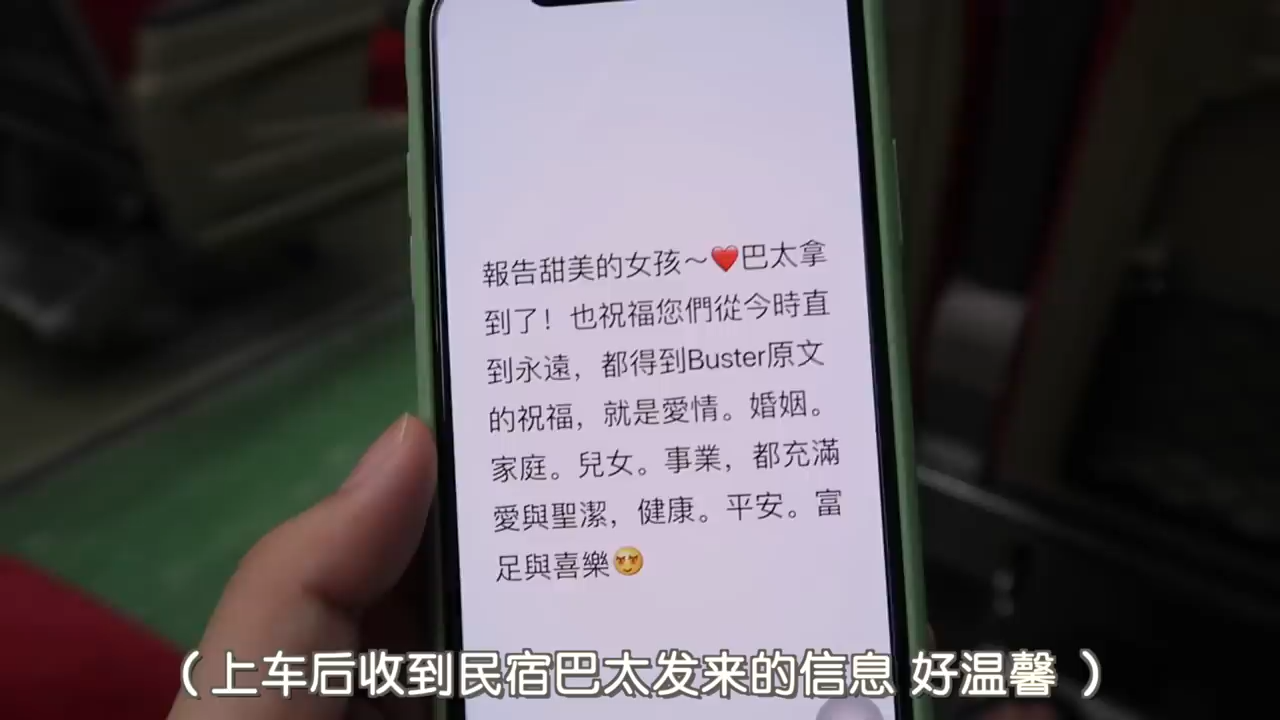 報告甜美的女孩～❤️巴太拿
到了！也祝福您們從今時直
到永遠，都得到Buster原文
的祝福，就是愛情。婚姻。
家庭。兒女。事業，都充滿
愛與聖潔，健康。平安。富
足與喜樂😍
（上车后收到民宿巴太发来的信息 好温馨 ）